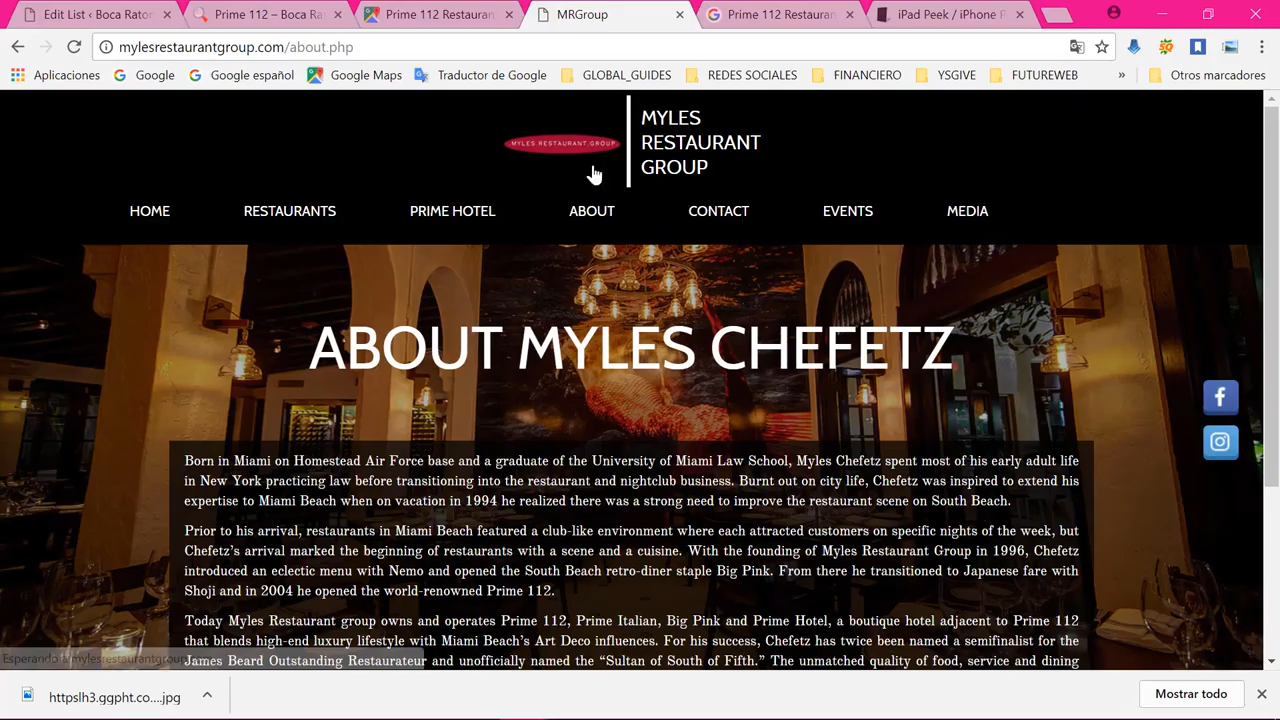 Edit List ‹ Boca Raton
Prime 112 – Boca Ra
Prime 112 Restauran
MRGroup
Prime 112 Restauran
iPad Peek / iPhone P
mylesrestaurantgroup.com/about.php
Aplicaciones
Google
Google español
Google Maps
Traductor de Google
GLOBAL_GUIDES
REDES SOCIALES
FINANCIERO
YSGIVE
FUTUREWEB
»
Otros marcadores
MYLES.RESTAURANT.GROUP
MYLES
RESTAURANT
GROUP
HOME
RESTAURANTS
PRIME HOTEL
ABOUT
CONTACT
EVENTS
MEDIA
ABOUT MYLES CHEFETZ
Born in Miami on Homestead Air Force base and a graduate of the University of Miami Law School, Myles Chefetz spent most of his early adult life
in New York practicing law before transitioning into the restaurant and nightclub business. Burnt out on city life, Chefetz was inspired to extend his
expertise to Miami Beach when on vacation in 1994 he realized there was a strong need to improve the restaurant scene on South Beach.
Prior to his arrival, restaurants in Miami Beach featured a club-like environment where each attracted customers on specific nights of the week, but
Chefetz’s arrival marked the beginning of restaurants with a scene and a cuisine. With the founding of Myles Restaurant Group in 1996, Chefetz
introduced an eclectic menu with Nemo and opened the South Beach retro-diner staple Big Pink. From there he transitioned to Japanese fare with
Shoji and in 2004 he opened the world-renowned Prime 112.
Today Myles Restaurant group owns and operates Prime 112, Prime Italian, Big Pink and Prime Hotel, a boutique hotel adjacent to Prime 112
that blends high-end luxury lifestyle with Miami Beach’s Art Deco influences. For his success, Chefetz has twice been named a semifinalist for the
James Beard Outstanding Restaurateur and unofficially named the “Sultan of South of Fifth.” The unmatched quality of food, service and dining
Esperando a mylesrestaurantgroup
httpslh3.ggpht.co....jpg
Mostrar todo